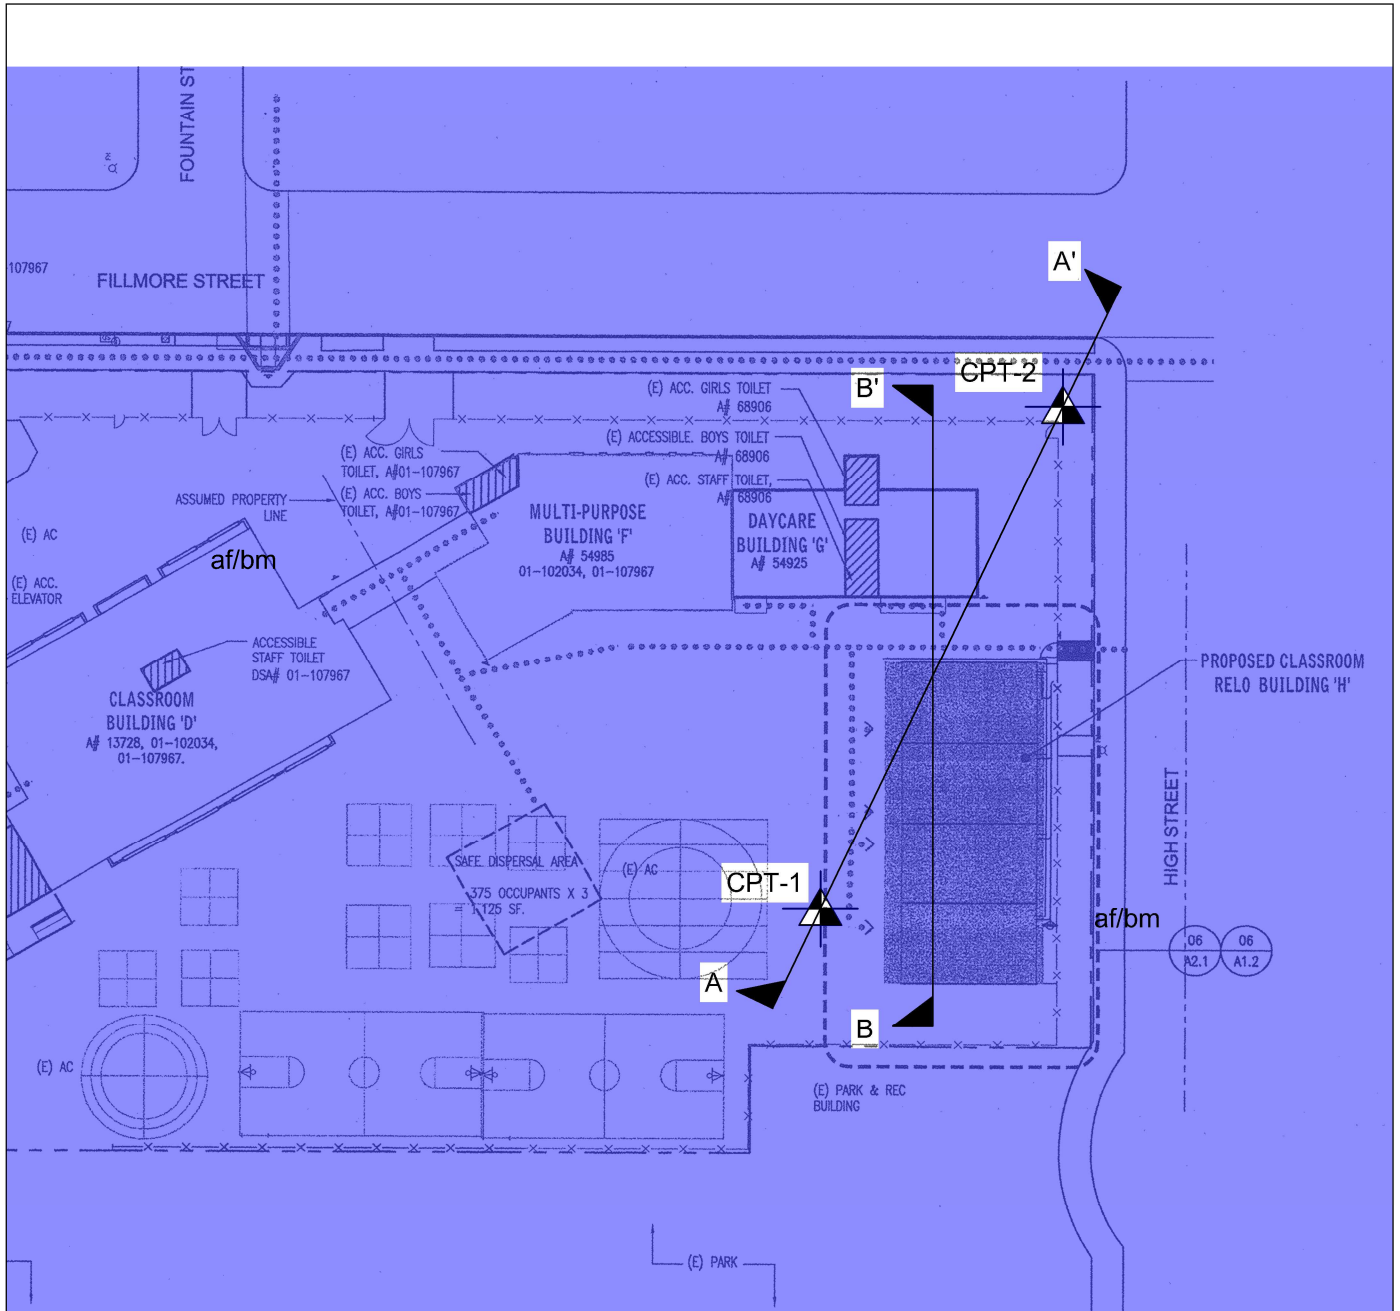 FOUNTAIN ST
107967
FILLMORE STREET
A'
CPT-2
B'
(E) ACC. GIRLS TOILET
A# 68906
(E) ACCESSIBLE. BOYS TOILET
A# 68906
(E) ACC. STAFF TOILET,
A# 68906
(E) ACC. GIRLS
TOILET, A#01-107967
(E) ACC. BOYS
TOILET, A#01-107967
ASSUMED PROPERTY
LINE
MULTI-PURPOSE
BUILDING 'F'
A# 54985
01-102034, 01-107967
DAYCARE
BUILDING 'G'
A# 54925
(E) AC
af/bm
(E) ACC.
ELEVATOR
ACCESSIBLE
STAFF TOILET
DSA# 01-107967
CLASSROOM
BUILDING 'D'
A# 13728, 01-102034,
01-107967.
PROPOSED CLASSROOM
RELO BUILDING 'H'
HIGH STREET
SAFE DISPERSAL AREA
375 OCCUPANTS X 3
= 1125 SF.
(E) AC
CPT-1
af/bm
06
A2.1
06
A1.2
A
B
(E) AC
(E) PARK & REC
BUILDING
(E) PARK